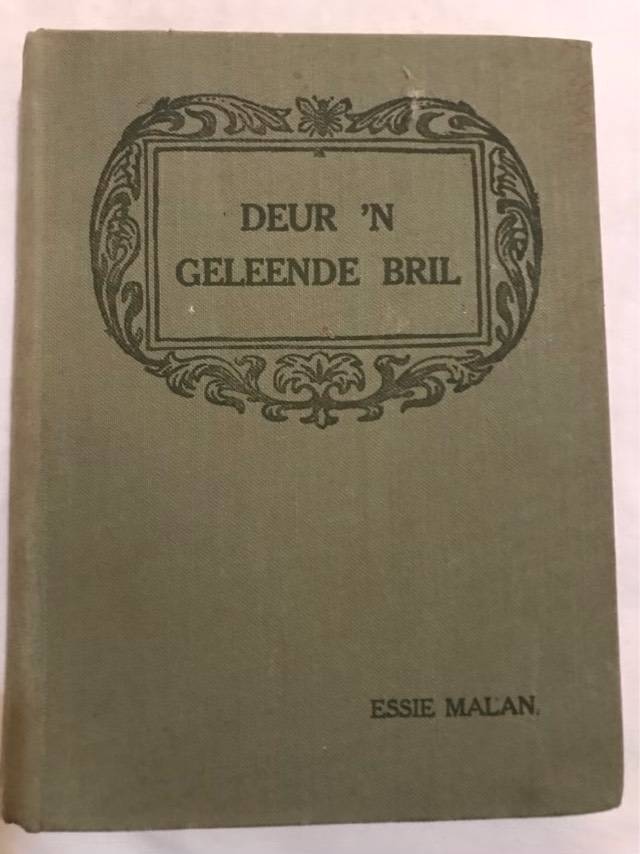 DEUR 'N
GELEENDE BRIL
ESSIE MALAN.